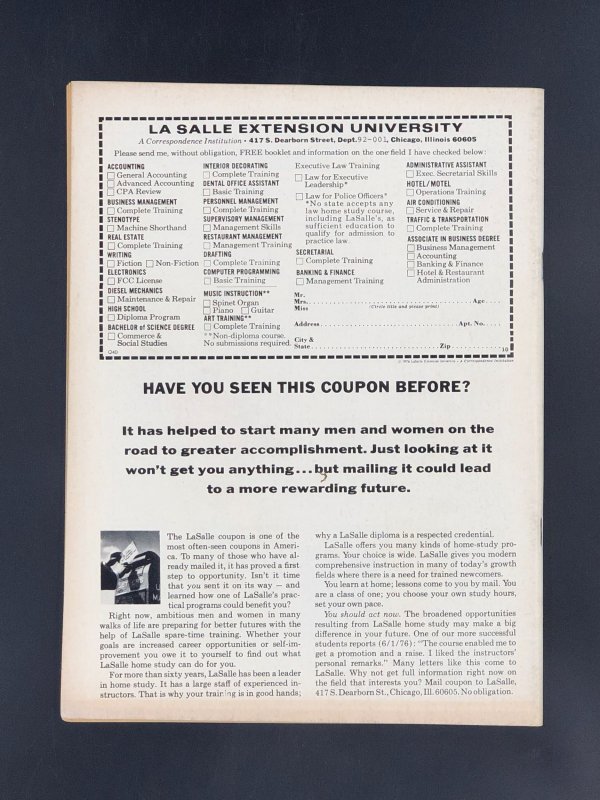 LA SALLE EXTENSION UNIVERSITY
A Correspondence Institution • 417 S. Dearborn Street, Dept. 92-001, Chicago, Illinois 60605
Please send me, without obligation, FREE booklet and information on the one field I have checked below:
ACCOUNTING
General Accounting
Advanced Accounting
CPA Review
BUSINESS MANAGEMENT
Complete Training
STENOTYPE
Machine Shorthand
REAL ESTATE
Complete Training
WRITING
Fiction Non-Fiction
ELECTRONICS
FCC License
DIESEL MECHANICS
Maintenance & Repair
HIGH SCHOOL
Diploma Program
BACHELOR of SCIENCE DEGREE
Commerce &
Social Studies
INTERIOR DECORATING
Complete Training
DENTAL OFFICE ASSISTANT
Basic Training
PERSONNEL MANAGEMENT
Complete Training
SUPERVISORY MANAGEMENT
Management Skills
RESTAURANT MANAGEMENT
Management Training
DRAFTING
Complete Training
COMPUTER PROGRAMMING
Basic Training
MUSIC INSTRUCTION**
Spinet Organ
Piano Guitar
ART TRAINING**
Complete Training
**Non-diploma course.
No submissions required.
Executive Law Training
Law for Executive
Leadership*
Law for Police Officers*
*No state accepts any
law home study course,
including LaSalle's, as
sufficient education to
qualify for admission to
practice law.
SECRETARIAL
Complete Training
BANKING & FINANCE
Management Training
ADMINISTRATIVE ASSISTANT
Exec. Secretarial Skills
HOTEL/MOTEL
Operations Training
AIR CONDITIONING
Service & Repair
TRAFFIC & TRANSPORTATION
Complete Training
ASSOCIATE IN BUSINESS DEGREE
Business Management
Accounting
Banking & Finance
Hotel & Restaurant
Administration
Mr.
Mrs. Age
Miss (Circle title and please print)
Address Apt. No.
City &
State Zip 10
HAVE YOU SEEN THIS COUPON BEFORE?
It has helped to start many men and women on the
road to greater accomplishment. Just looking at it
won't get you anything...but mailing it could lead
to a more rewarding future.
The LaSalle coupon is one of the
most often-seen coupons in Ameri-
ca. To many of those who have al-
ready mailed it, it has proved a first
step to opportunity. Isn't it time
that you sent it on its way — and
learned how one of LaSalle's prac-
tical programs could benefit you?
Right now, ambitious men and women in many
walks of life are preparing for better futures with the
help of LaSalle spare-time training. Whether your
goals are increased career opportunities or self-im-
provement you owe it to yourself to find out what
LaSalle home study can do for you.
For more than sixty years, LaSalle has been a leader
in home study. It has a large staff of experienced in-
structors. That is why your training is in good hands;
why a LaSalle diploma is a respected credential.
LaSalle offers you many kinds of home-study pro-
grams. Your choice is wide. LaSalle gives you modern
comprehensive instruction in many of today's growth
fields where there is a need for trained newcomers.
You learn at home; lessons come to you by mail. You
are a class of one; you choose your own study hours,
set your own pace.
You should act now. The broadened opportunities
resulting from LaSalle home study may make a big
difference in your future. One of our more successful
students reports (6/1/76): "The course enabled me to
get a promotion and a raise. I liked the instructors'
personal remarks." Many letters like this come to
LaSalle. Why not get full information right now on
the field that interests you? Mail coupon to LaSalle,
417 S. Dearborn St., Chicago, Ill. 60605. No obligation.